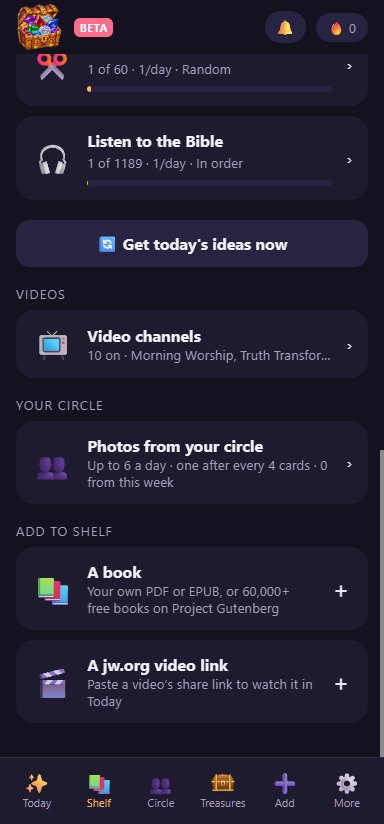 BETA
0
1 of 60 · 1/day · Random
Listen to the Bible
1 of 1189 · 1/day · In order
Get today's ideas now
VIDEOS
Video channels
10 on · Morning Worship, Truth Transfor...
YOUR CIRCLE
Photos from your circle
Up to 6 a day · one after every 4 cards · 0
from this week
ADD TO SHELF
A book
Your own PDF or EPUB, or 60,000+
free books on Project Gutenberg
A jw.org video link
Paste a video's share link to watch it in
Today
Today
Shelf
Circle
Treasures
Add
More